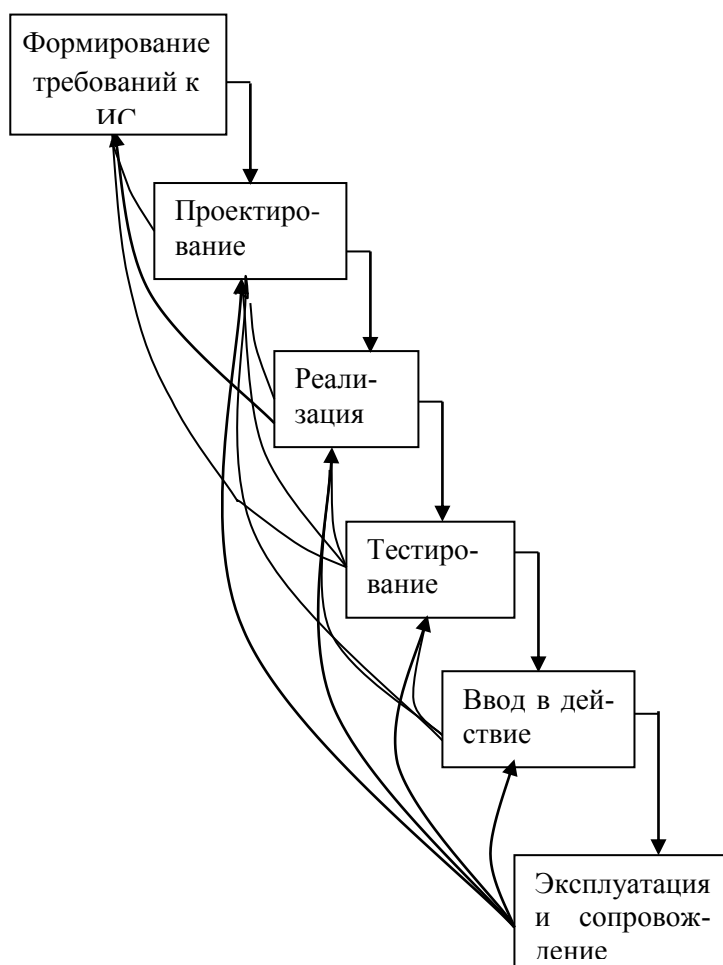 Формирование
требований к
ИС
Проектиро-
вание
Реали-
зация
Тестиро-
вание
Ввод в дей-
ствие
Эксплуатация
и сопровож-
дение